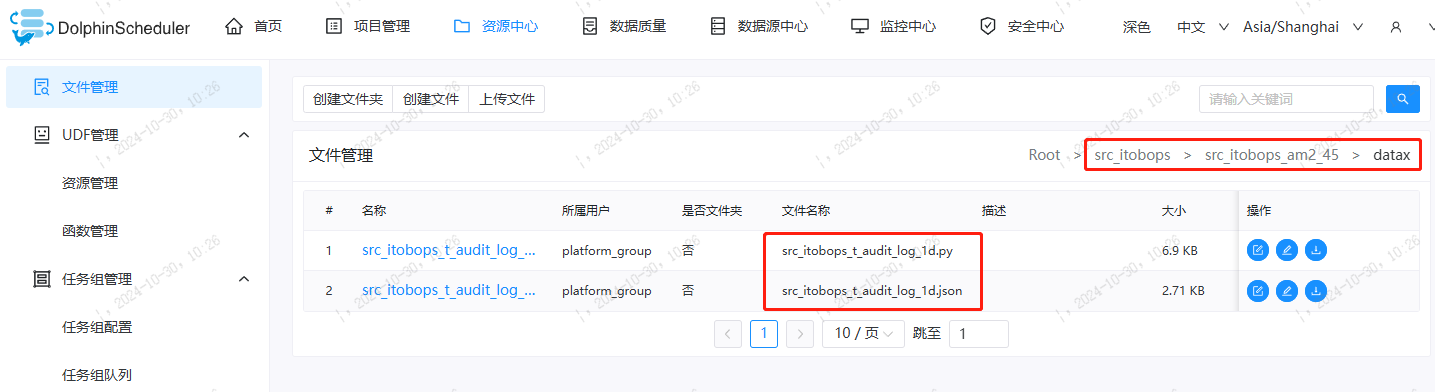 DolphinScheduler 首页 项目管理 资源中心 数据质量 数据源中心 监控中心 安全中心 深色 中文 Asia/Shanghai
文件管理
UDF管理
资源管理
函数管理
任务组管理
任务组配置
任务组队列
创建文件夹 创建文件 上传文件 请输入关键词
文件管理 Root > src_itobops > src_itobops_am2_45 > datax
# 名称 所属用户 是否文件夹 文件名称 描述 大小 操作
1 src_itobops_t_audit_log_... platform_group 否 src_itobops_t_audit_log_1d.py 6.9 KB
2 src_itobops_t_audit_log_... platform_group 否 src_itobops_t_audit_log_1d.json 2.71 KB
1 10 / 页 跳至 1
2024-10-30, 10:26